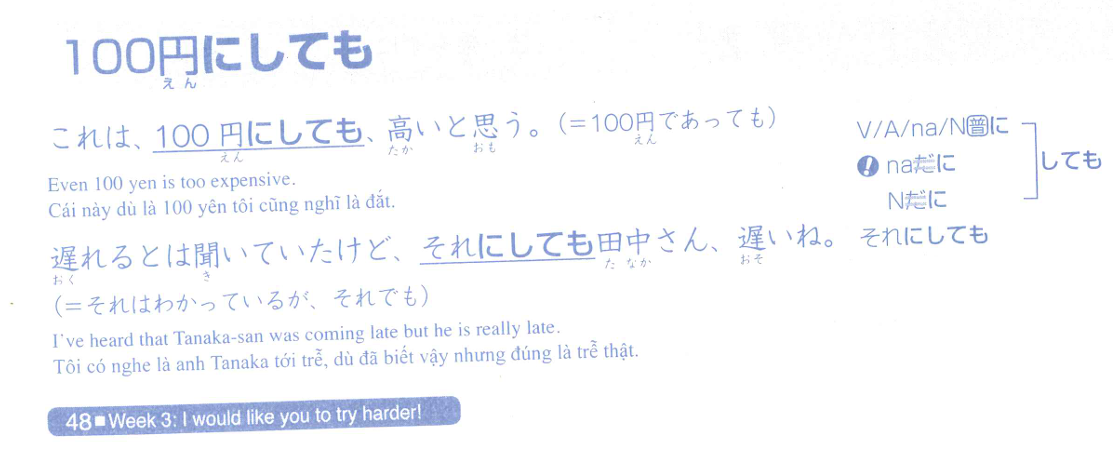 100円にしても
えん
これは、100円にしても、高いと思う。(＝100円であっても)
えん たか おも えん
Even 100 yen is too expensive.
Cái này dù là 100 yên tôi cũng nghĩ là đắt.
V/A/na/N普に
! naだに
Nだに
しても
遅れるとは聞いていたけど、それにしても田中さん、遅いね。
おく き た なか おそ
それにしても
(＝それはわかっているが、それでも)
I've heard that Tanaka-san was coming late but he is really late.
Tôi có nghe là anh Tanaka tới trễ, dù đã biết vậy nhưng đúng là trễ thật.
48■Week 3: I would like you to try harder!